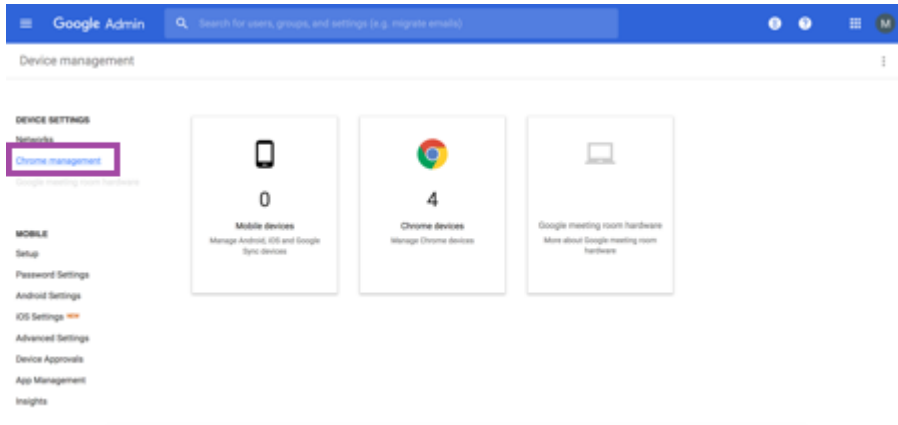 Google Admin
Search for users, groups, and settings (e.g. migrate emails)
M
Device management
DEVICE SETTINGS
Networks
Chrome management
Google meeting room hardware
MOBILE
Setup
Password Settings
Android Settings
iOS Settings NEW
Advanced Settings
Device Approvals
App Management
Insights
0
Mobile devices
Manage Android, iOS and Google
Sync devices
4
Chrome devices
Manage Chrome devices
Google meeting room hardware
More about Google meeting room
hardware